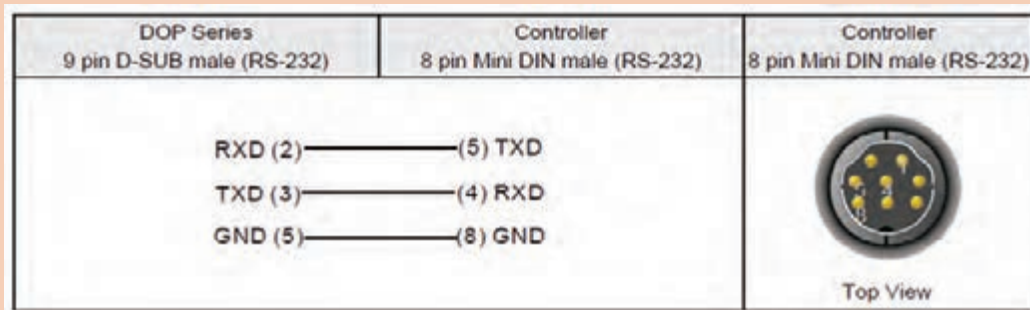 DOP Series
9 pin D-SUB male (RS-232)
Controller
8 pin Mini DIN male (RS-232)
Controller
8 pin Mini DIN male (RS-232)
RXD (2) (5) TXD
TXD (3) (4) RXD
GND (5) (8) GND
Top View